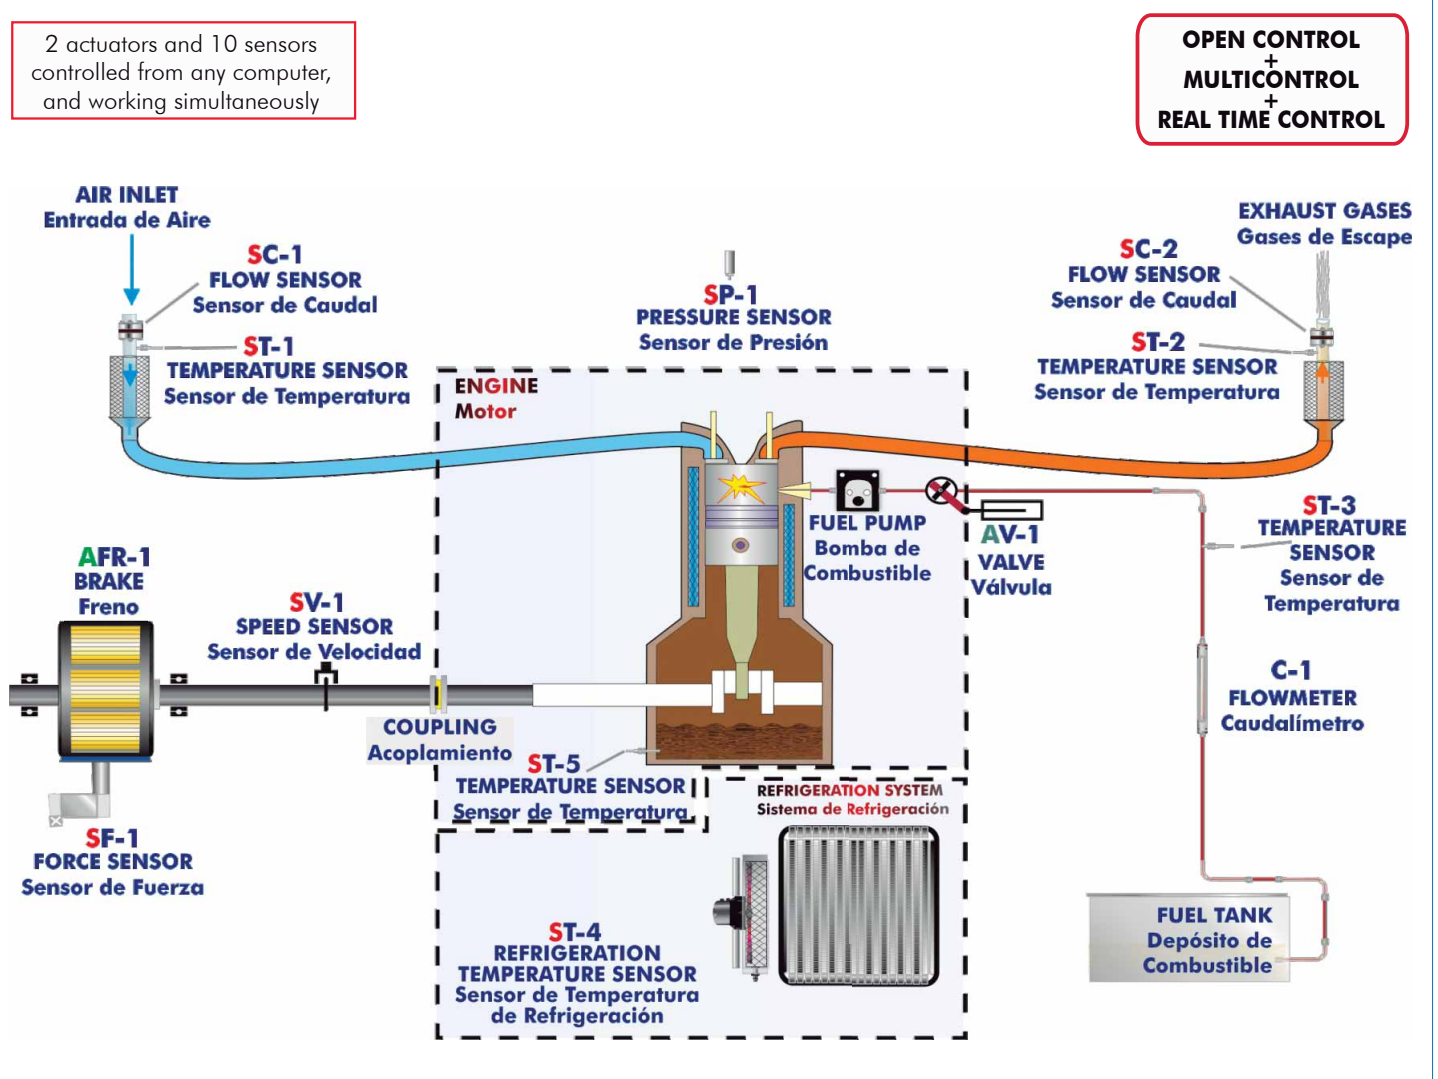 2 actuators and 10 sensors
controlled from any computer,
and working simultaneously
OPEN CONTROL
+
MULTICONTROL
+
REAL TIME CONTROL
AIR INLET
Entrada de Aire
SC-1
FLOW SENSOR
Sensor de Caudal
ST-1
TEMPERATURE SENSOR
Sensor de Temperatura
SP-1
PRESSURE SENSOR
Sensor de Presión
EXHAUST GASES
Gases de Escape
SC-2
FLOW SENSOR
Sensor de Caudal
ST-2
TEMPERATURE SENSOR
Sensor de Temperatura
ENGINE
Motor
FUEL PUMP
Bomba de
Combustible
AV-1
VALVE
Válvula
ST-3
TEMPERATURE
SENSOR
Sensor de
Temperatura
AFR-1
BRAKE
Freno
SV-1
SPEED SENSOR
Sensor de Velocidad
COUPLING
Acoplamiento
C-1
FLOWMETER
Caudalímetro
ST-5
TEMPERATURE SENSOR
Sensor de Temperatura
SF-1
FORCE SENSOR
Sensor de Fuerza
REFRIGERATION SYSTEM
Sistema de Refrigeración
ST-4
REFRIGERATION
TEMPERATURE SENSOR
Sensor de Temperatura
de Refrigeración
FUEL TANK
Depósito de
Combustible